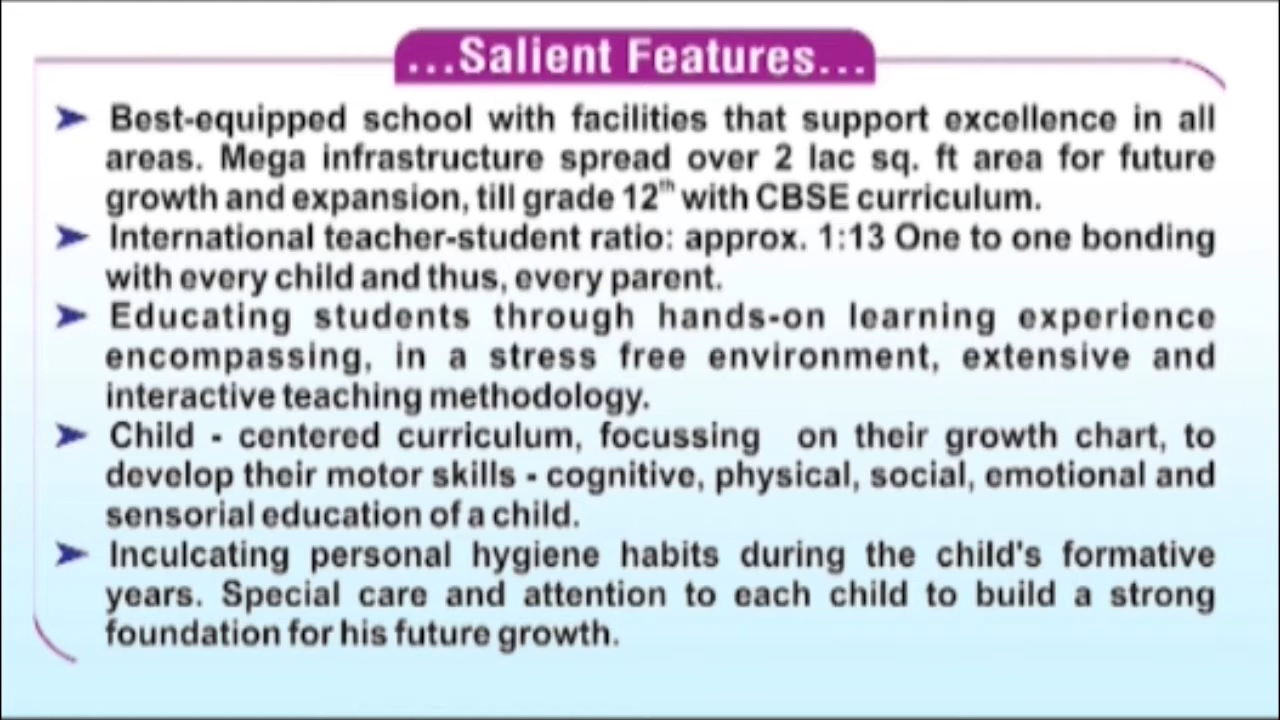 ...Salient Features...
Best-equipped school with facilities that support excellence in all
areas. Mega infrastructure spread over 2 lac sq. ft area for future
growth and expansion, till grade 12th with CBSE curriculum.
International teacher-student ratio: approx. 1:13 One to one bonding
with every child and thus, every parent.
Educating students through hands-on learning experience
encompassing, in a stress free environment, extensive and
interactive teaching methodology.
Child - centered curriculum, focussing on their growth chart, to
develop their motor skills - cognitive, physical, social, emotional and
sensorial education of a child.
Inculcating personal hygiene habits during the child's formative
years. Special care and attention to each child to build a strong
foundation for his future growth.